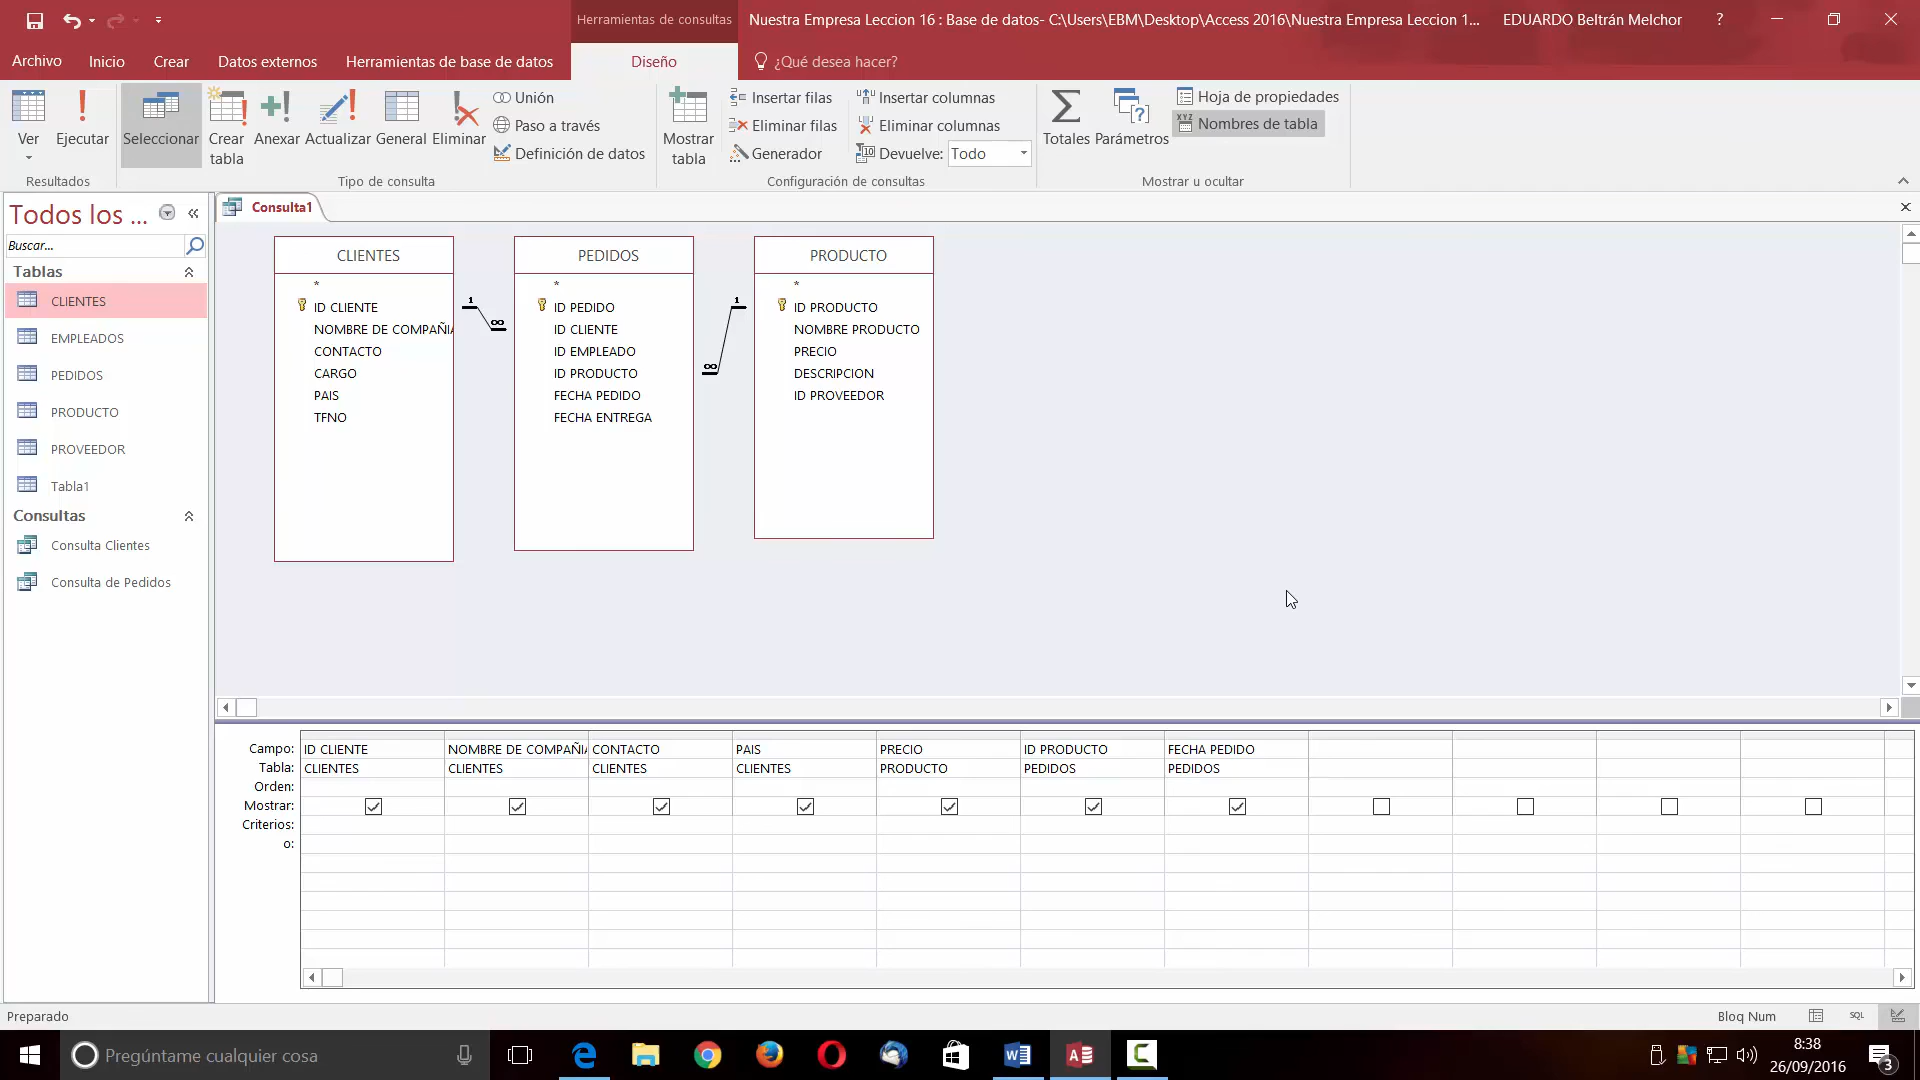 Herramientas de consultas
Nuestra Empresa Leccion 16 : Base de datos- C:\Users\EBM\Desktop\Access 2016\Nuestra Empresa Leccion 1...
EDUARDO Beltrán Melchor
?
Archivo
Inicio
Crear
Datos externos
Herramientas de base de datos
Diseño
¿Qué desea hacer?
Ver
Ejecutar
Resultados
Seleccionar
Crear tabla
Anexar
Actualizar
General
Eliminar
Unión
Paso a través
Definición de datos
Tipo de consulta
Mostrar tabla
Insertar filas
Eliminar filas
Generador
Insertar columnas
Eliminar columnas
Devuelve: Todo
Configuración de consultas
Totales
Parámetros
Hoja de propiedades
Nombres de tabla
Mostrar u ocultar
Todos los ...
Buscar...
Tablas
CLIENTES
EMPLEADOS
PEDIDOS
PRODUCTO
PROVEEDOR
Tabla1
Consultas
Consulta Clientes
Consulta de Pedidos
Consulta1
CLIENTES
*
ID CLIENTE
NOMBRE DE COMPAÑIA
CONTACTO
CARGO
PAIS
TFNO
1
∞
PEDIDOS
*
ID PEDIDO
ID CLIENTE
ID EMPLEADO
ID PRODUCTO
FECHA PEDIDO
FECHA ENTREGA
1
∞
PRODUCTO
*
ID PRODUCTO
NOMBRE PRODUCTO
PRECIO
DESCRIPCION
ID PROVEEDOR
Campo: ID CLIENTE NOMBRE DE COMPAÑIA CONTACTO PAIS PRECIO ID PRODUCTO FECHA PEDIDO
Tabla: CLIENTES CLIENTES CLIENTES CLIENTES PRODUCTO PEDIDOS PEDIDOS
Orden:
Mostrar:
Criterios:
o:
Preparado
Bloq Num
SQL
Pregúntame cualquier cosa
8:38
26/09/2016
3